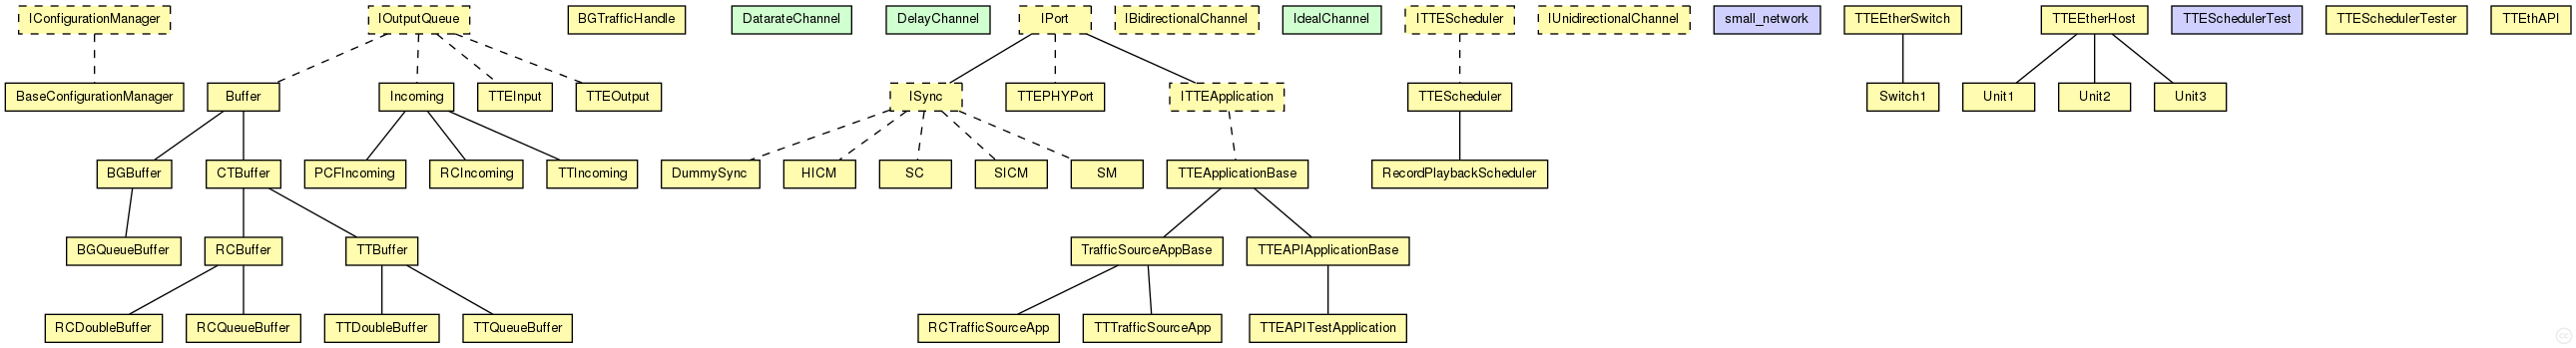 IConfigurationManager
IOutputQueue
BGTrafficHandle
DatarateChannel
DelayChannel
IPort
IBidirectionalChannel
IdealChannel
ITTEScheduler
IUnidirectionalChannel
small_network
TTEEtherSwitch
TTEEtherHost
TTESchedulerTest
TTESchedulerTester
TTEthAPI
BaseConfigurationManager
Buffer
Incoming
TTEInput
TTEOutput
ISync
TTEPHYPort
ITTEApplication
TTEScheduler
Switch1
Unit1
Unit2
Unit3
BGBuffer
CTBuffer
PCFIncoming
RCIncoming
TTIncoming
DummySync
HICM
SC
SICM
SM
TTEApplicationBase
RecordPlaybackScheduler
BGQueueBuffer
RCBuffer
TTBuffer
TrafficSourceAppBase
TTEAPIApplicationBase
RCDoubleBuffer
RCQueueBuffer
TTDoubleBuffer
TTQueueBuffer
RCTrafficSourceApp
TTTrafficSourceApp
TTEAPITestApplication